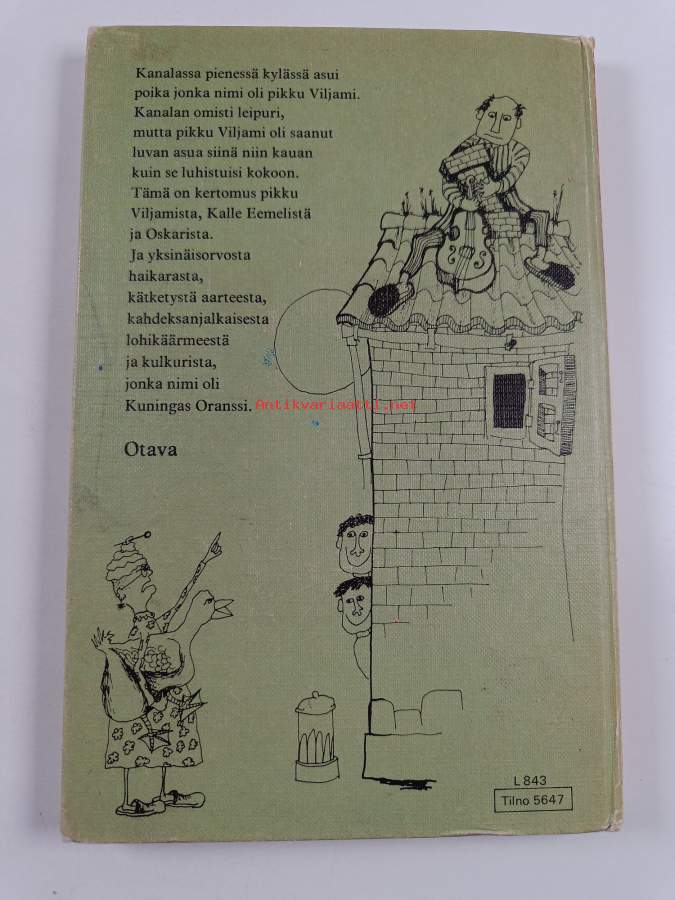 Kanalassa pienessä kylässä asui
poika jonka nimi oli pikku Viljami.
Kanalan omisti leipuri,
mutta pikku Viljami oli saanut
luvan asua siinä niin kauan
kuin se luhistuisi kokoon.
Tämä on kertomus pikku
Viljamista, Kalle Eemelistä
ja Oskarista.
Ja yksinäisorvosta
haikarasta,
kätketystä aarteesta,
kahdeksanjalkaisesta
lohikäärmeestä
ja kulkurista,
jonka nimi oli
Kuningas Oranssi.
Antikvariaatti.net
Otava
L 843
Tilno 5647